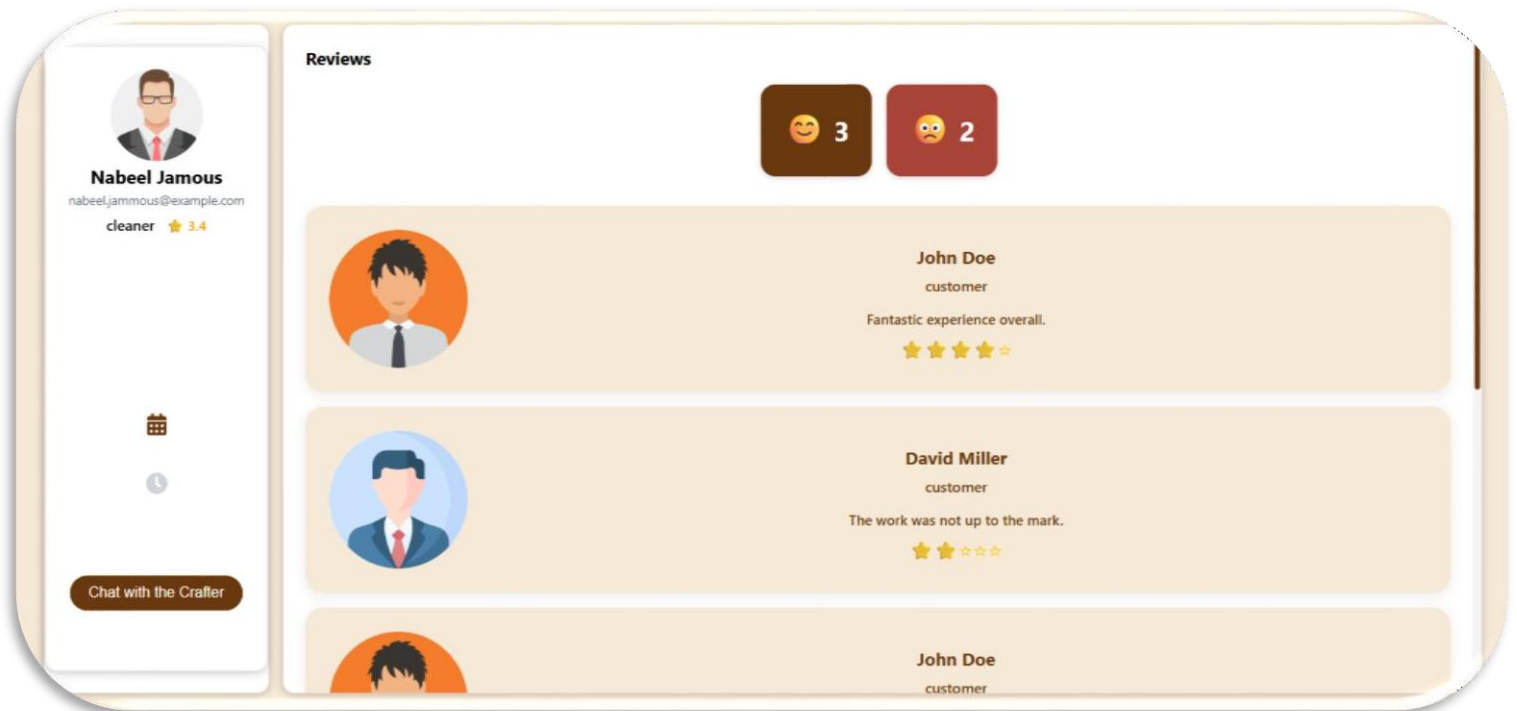 Nabeel Jamous
nabeel.jammous@example.com
cleaner 3.4
Chat with the Crafter
Reviews
3 2
John Doe
customer
Fantastic experience overall.
David Miller
customer
The work was not up to the mark.
John Doe
customer